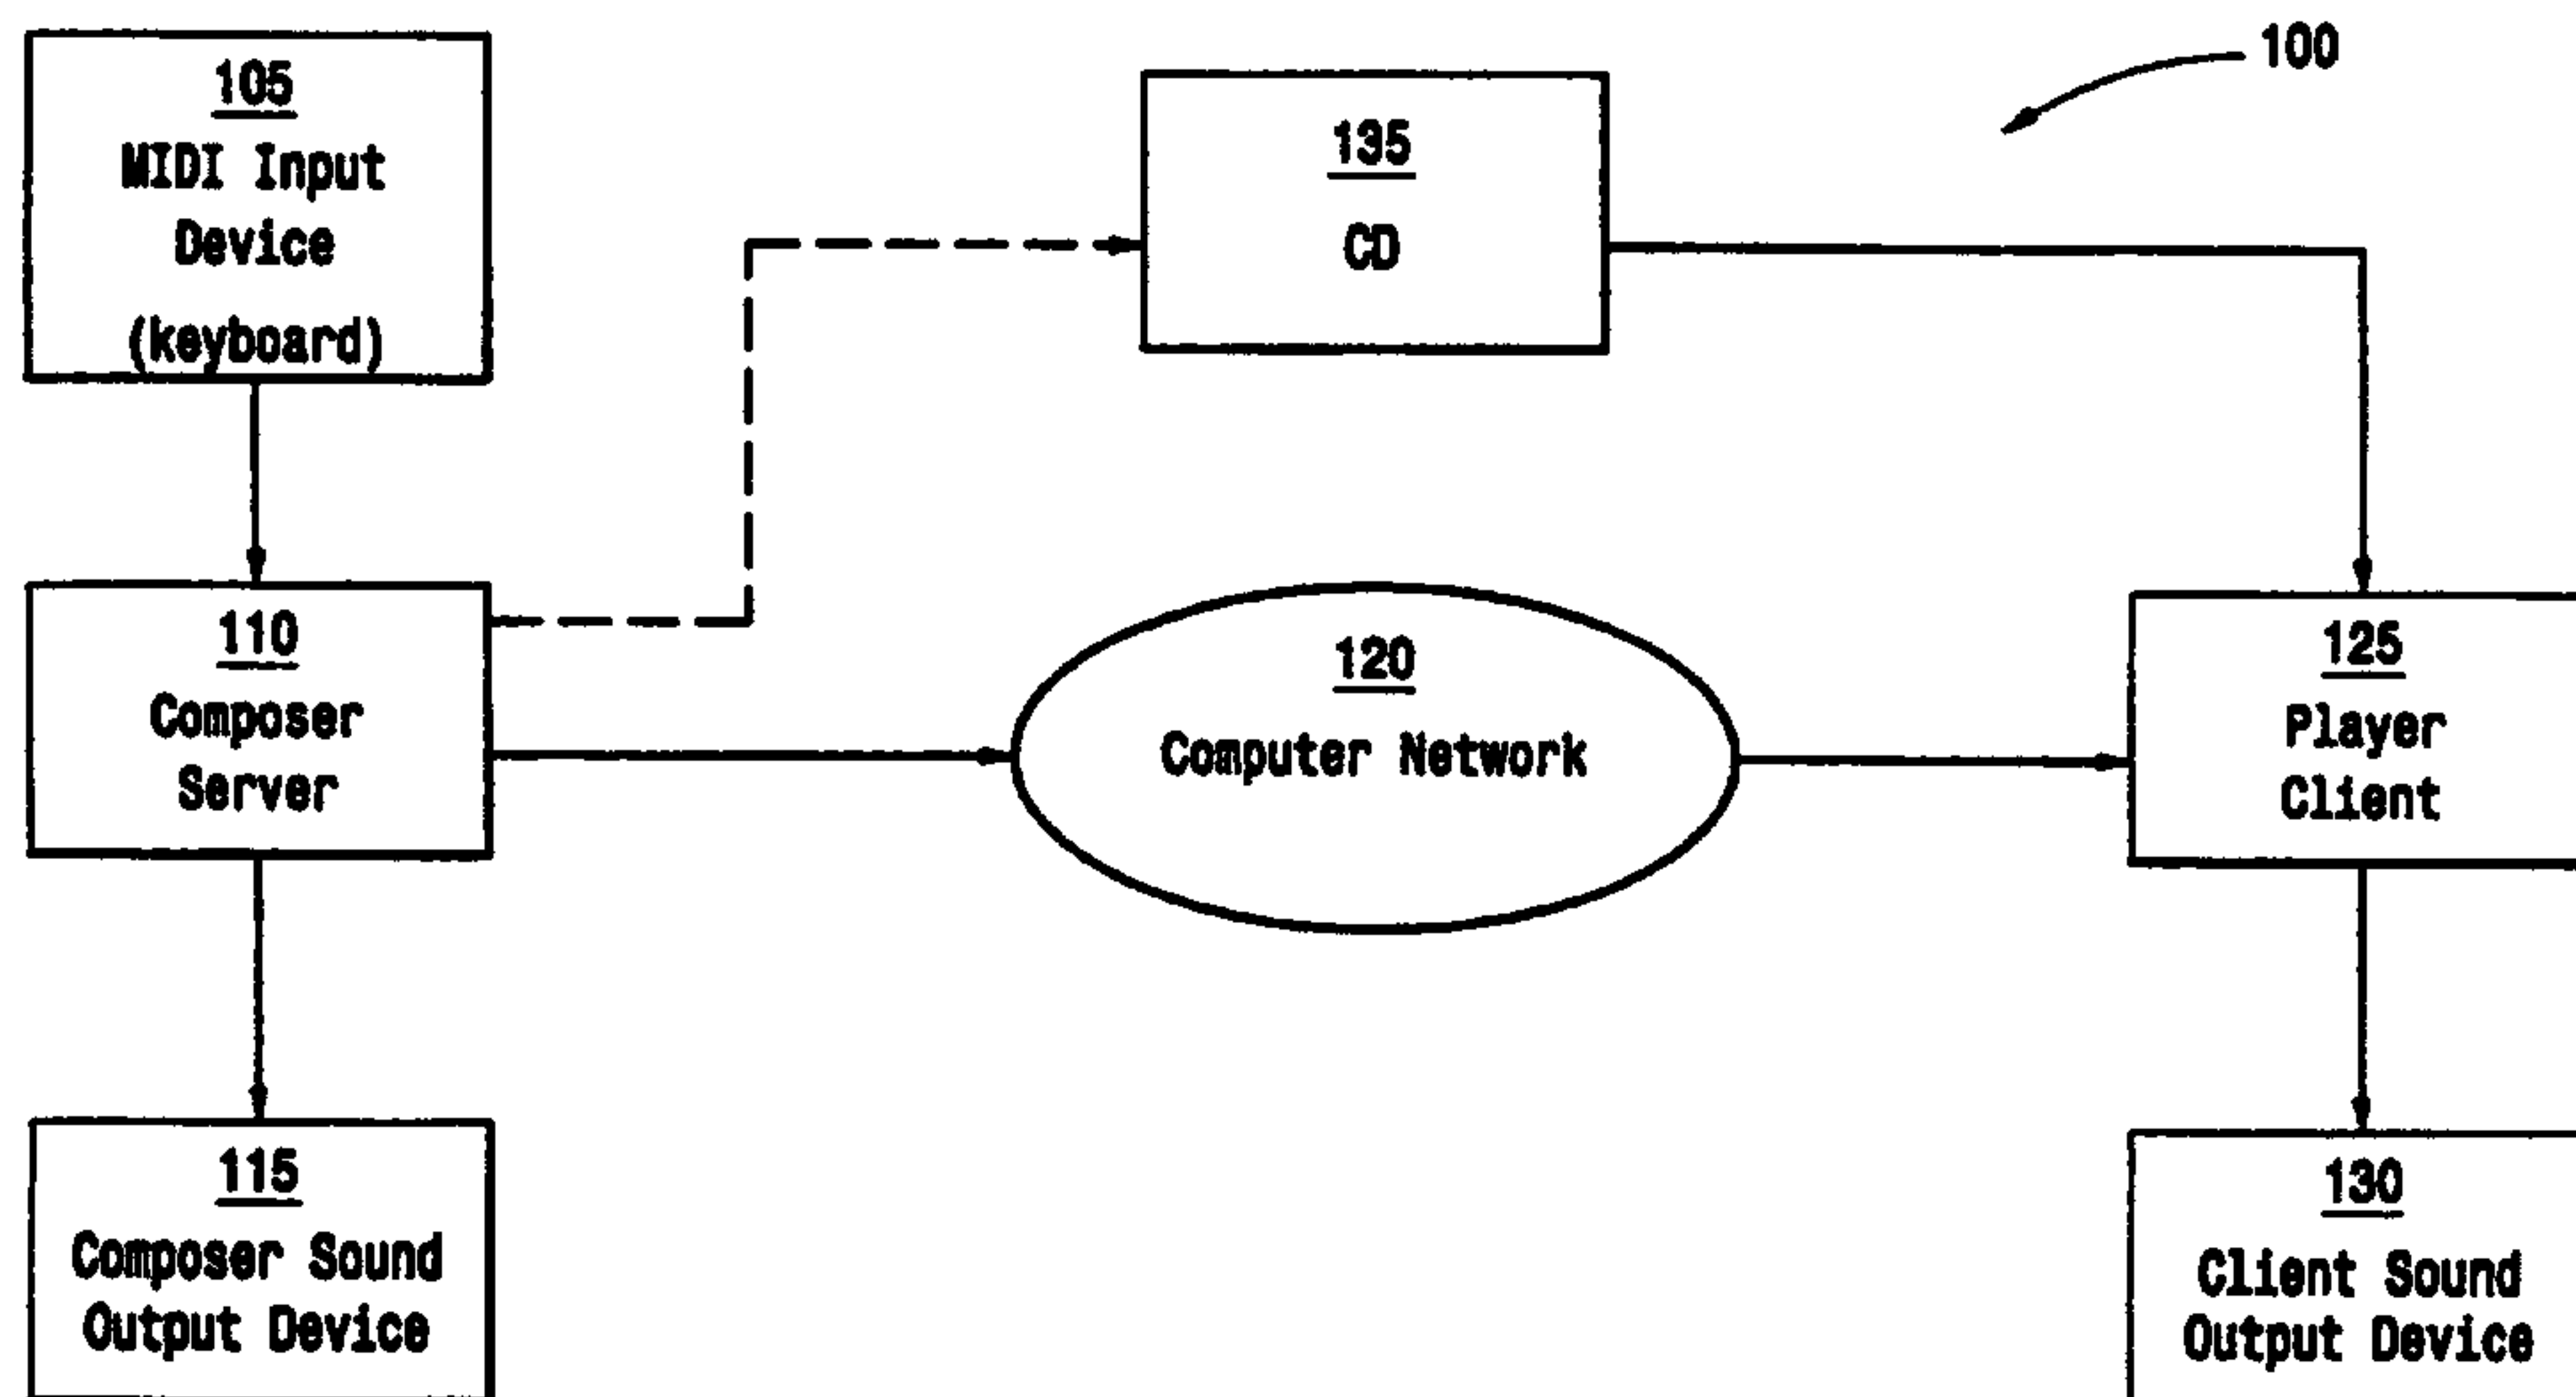 100
105
MIDI Input
Device
(keyboard)
135
CD
110
Composer
Server
120
Computer Network
125
Player
Client
115
Composer Sound
Output Device
130
Client Sound
Output Device